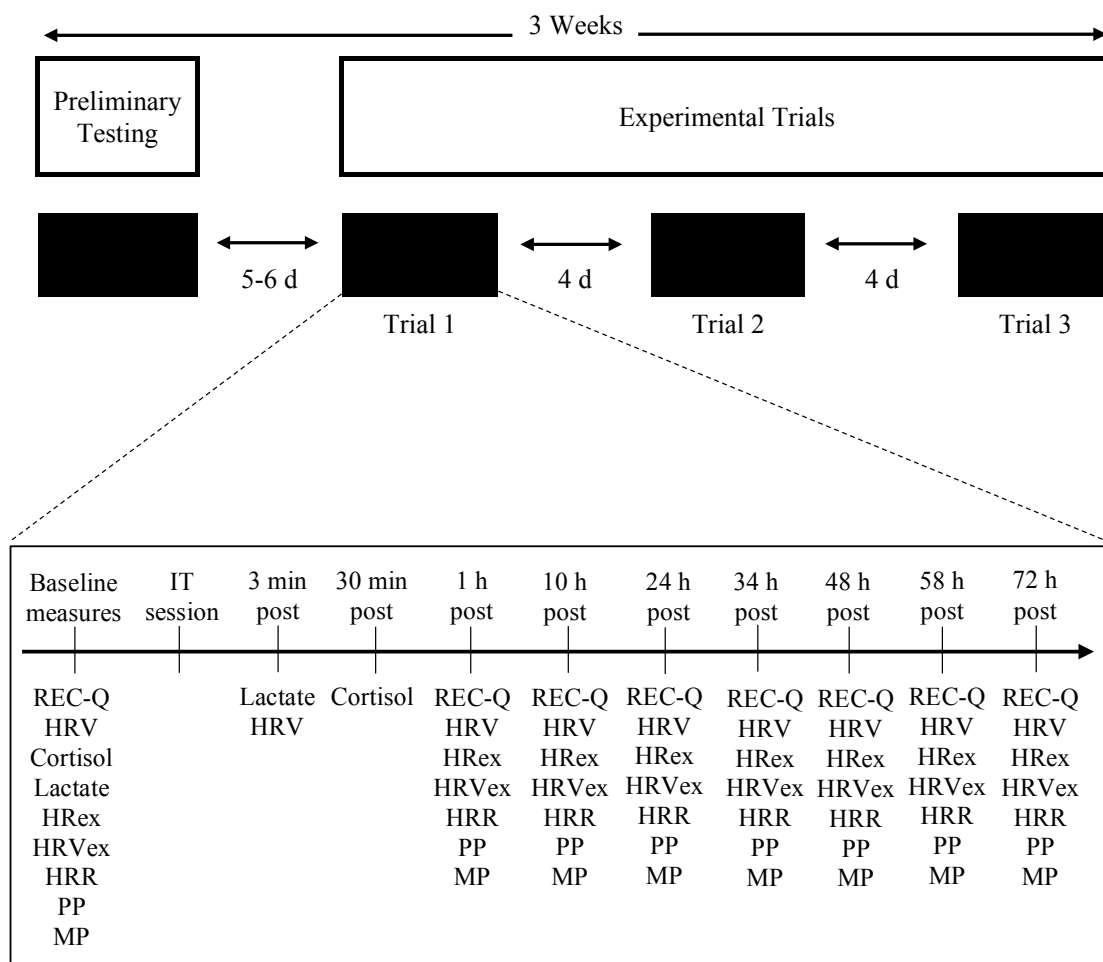 3 Weeks
Preliminary
Testing
Experimental Trials
5-6 d
4 d
4 d
Trial 1
Trial 2
Trial 3
Baseline
measures
IT
session
3 min
post
30 min
post
1 h
post
10 h
post
24 h
post
34 h
post
48 h
post
58 h
post
72 h
post
REC-Q
HRV
Cortisol
Lactate
HRex
HRVex
HRR
PP
MP
Lactate
HRV
Cortisol
REC-Q
HRV
HRex
HRVex
HRR
PP
MP
REC-Q
HRV
HRex
HRVex
HRR
PP
MP
REC-Q
HRV
HRex
HRVex
HRR
PP
MP
REC-Q
HRV
HRex
HRVex
HRR
PP
MP
REC-Q
HRV
HRex
HRVex
HRR
PP
MP
REC-Q
HRV
HRex
HRVex
HRR
PP
MP
REC-Q
HRV
HRex
HRVex
HRR
PP
MP